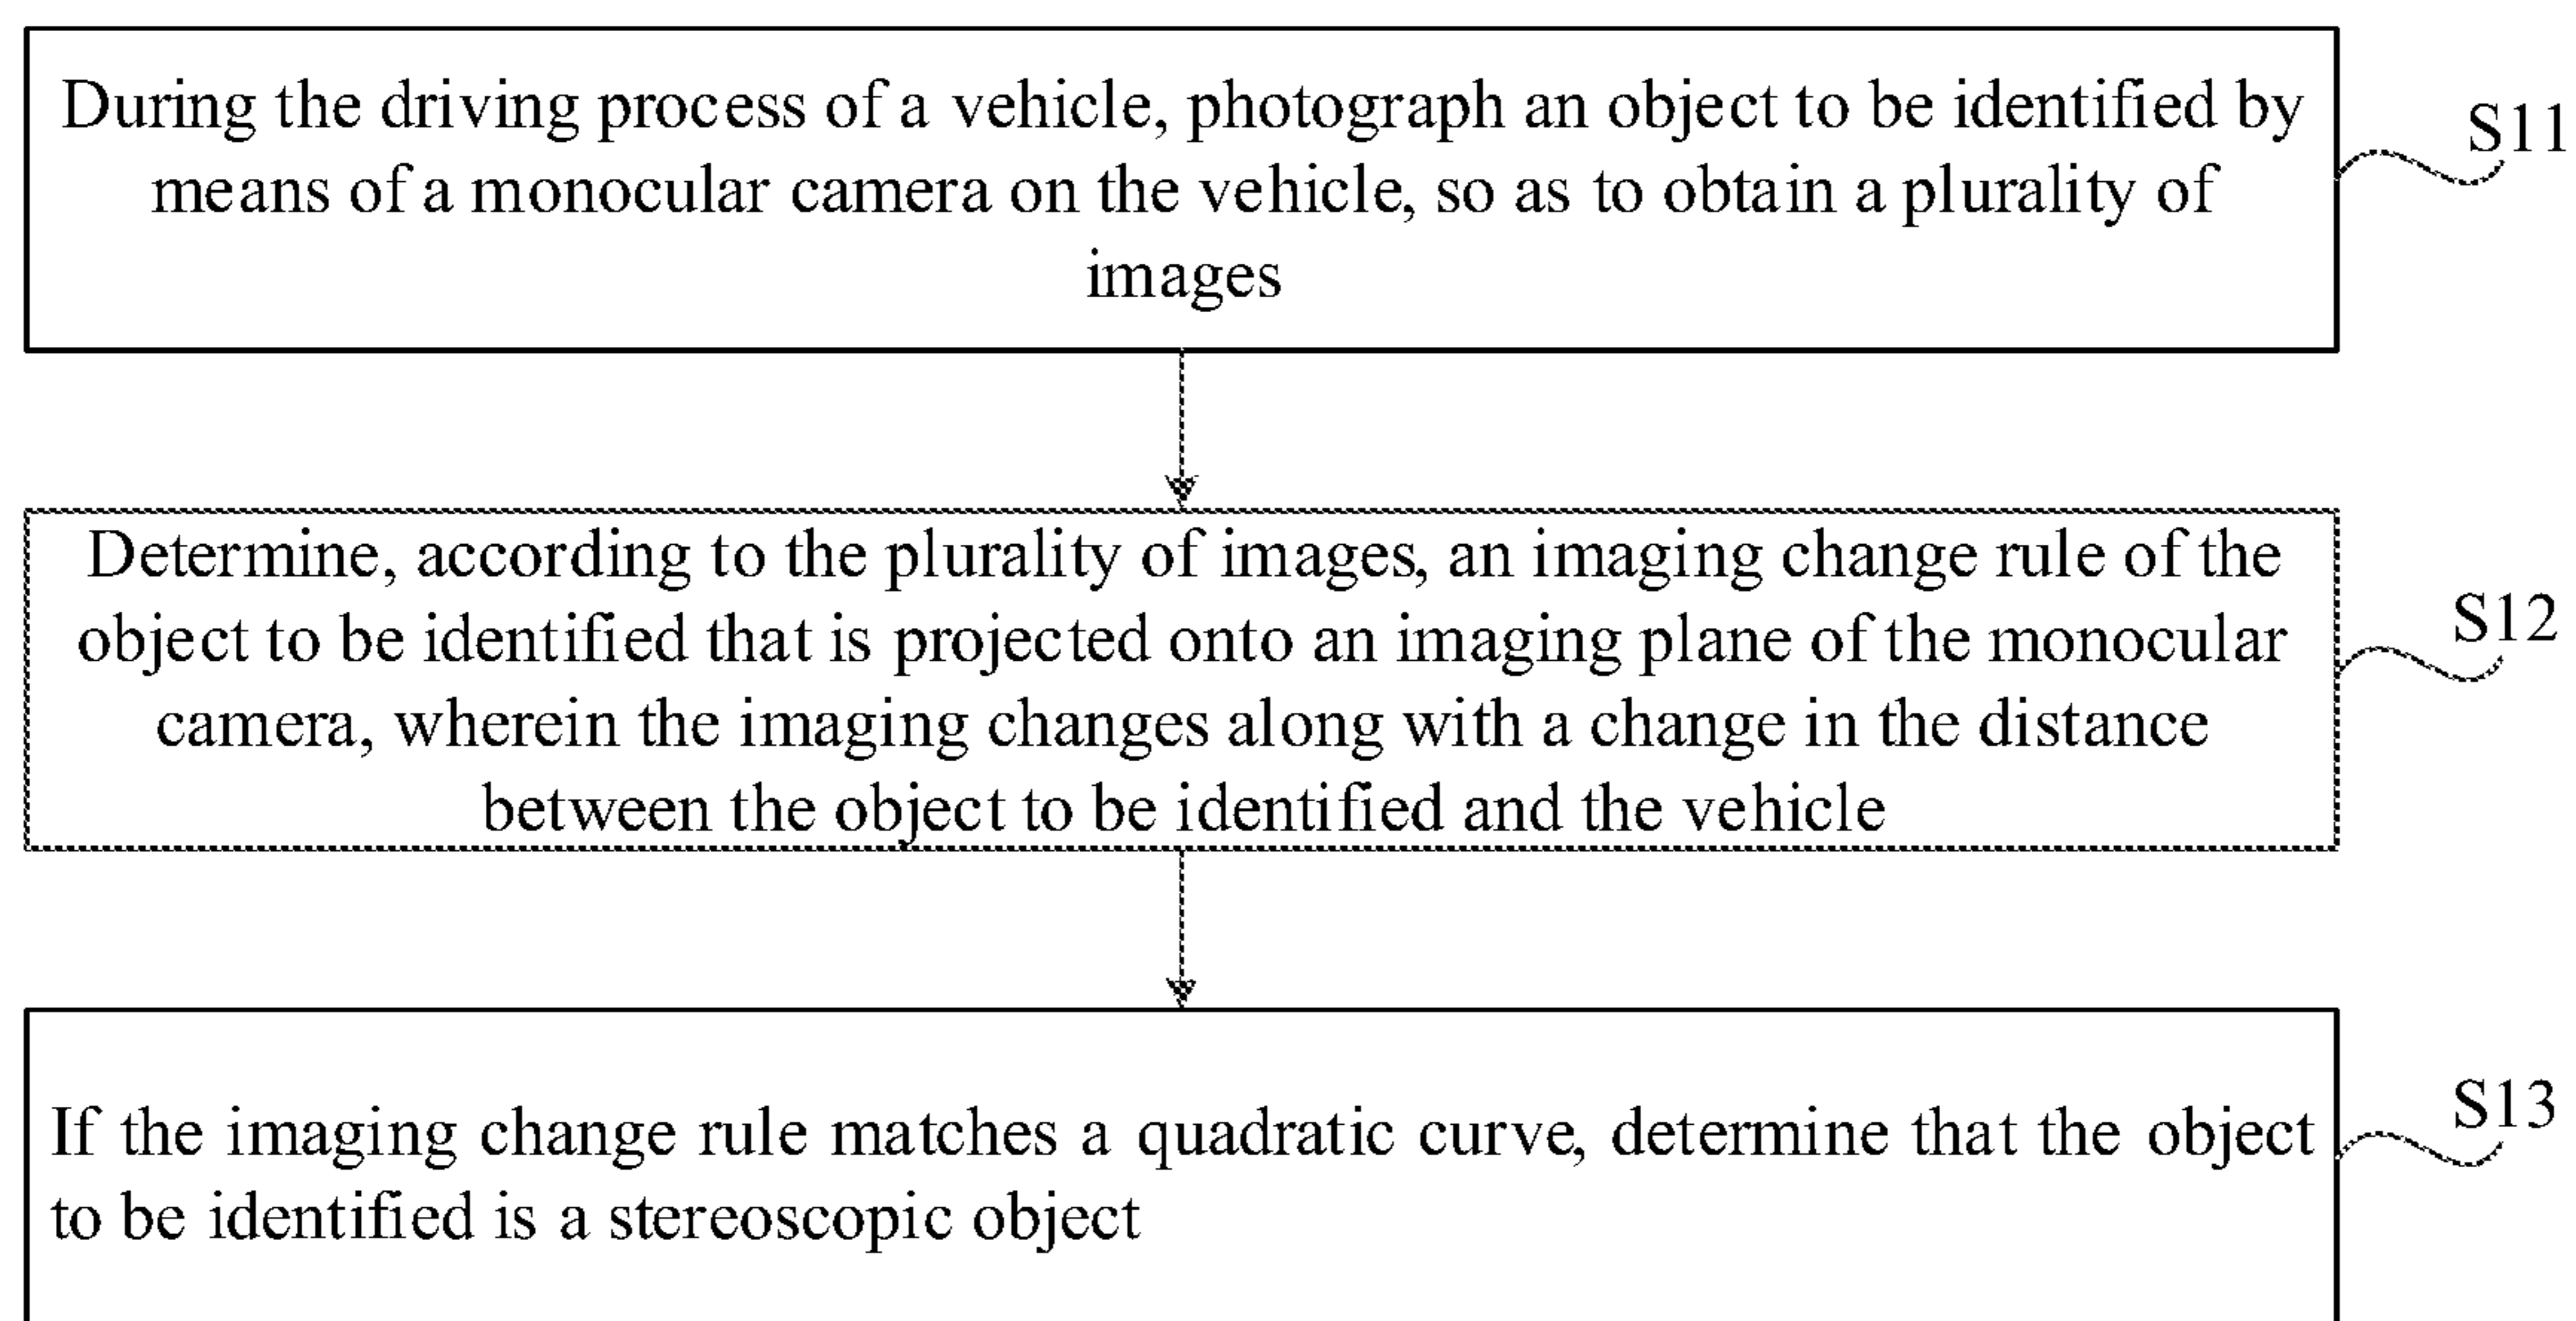 During the driving process of a vehicle, photograph an object to be identified by
means of a monocular camera on the vehicle, so as to obtain a plurality of
images
S11
Determine, according to the plurality of images, an imaging change rule of the
object to be identified that is projected onto an imaging plane of the monocular
camera, wherein the imaging changes along with a change in the distance
between the object to be identified and the vehicle
S12
If the imaging change rule matches a quadratic curve, determine that the object
to be identified is a stereoscopic object
S13